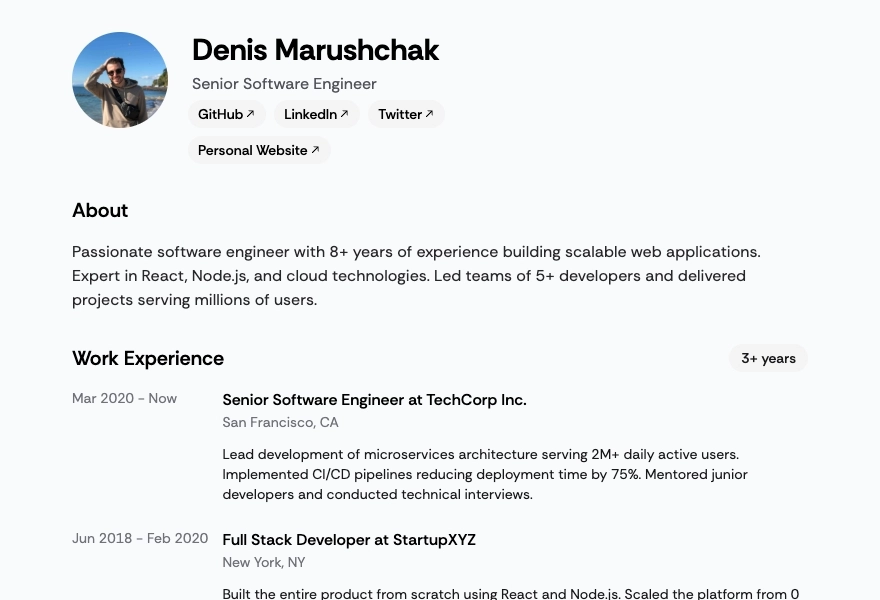 Denis Marushchak
Senior Software Engineer
GitHub ↗ LinkedIn ↗ Twitter ↗
Personal Website ↗
About
Passionate software engineer with 8+ years of experience building scalable web applications.
Expert in React, Node.js, and cloud technologies. Led teams of 5+ developers and delivered
projects serving millions of users.
Work Experience 3+ years
Mar 2020 - Now Senior Software Engineer at TechCorp Inc.
San Francisco, CA
Lead development of microservices architecture serving 2M+ daily active users.
Implemented CI/CD pipelines reducing deployment time by 75%. Mentored junior
developers and conducted technical interviews.
Jun 2018 - Feb 2020 Full Stack Developer at StartupXYZ
New York, NY
Built the entire product from scratch using React and Node.js. Scaled the platform from 0